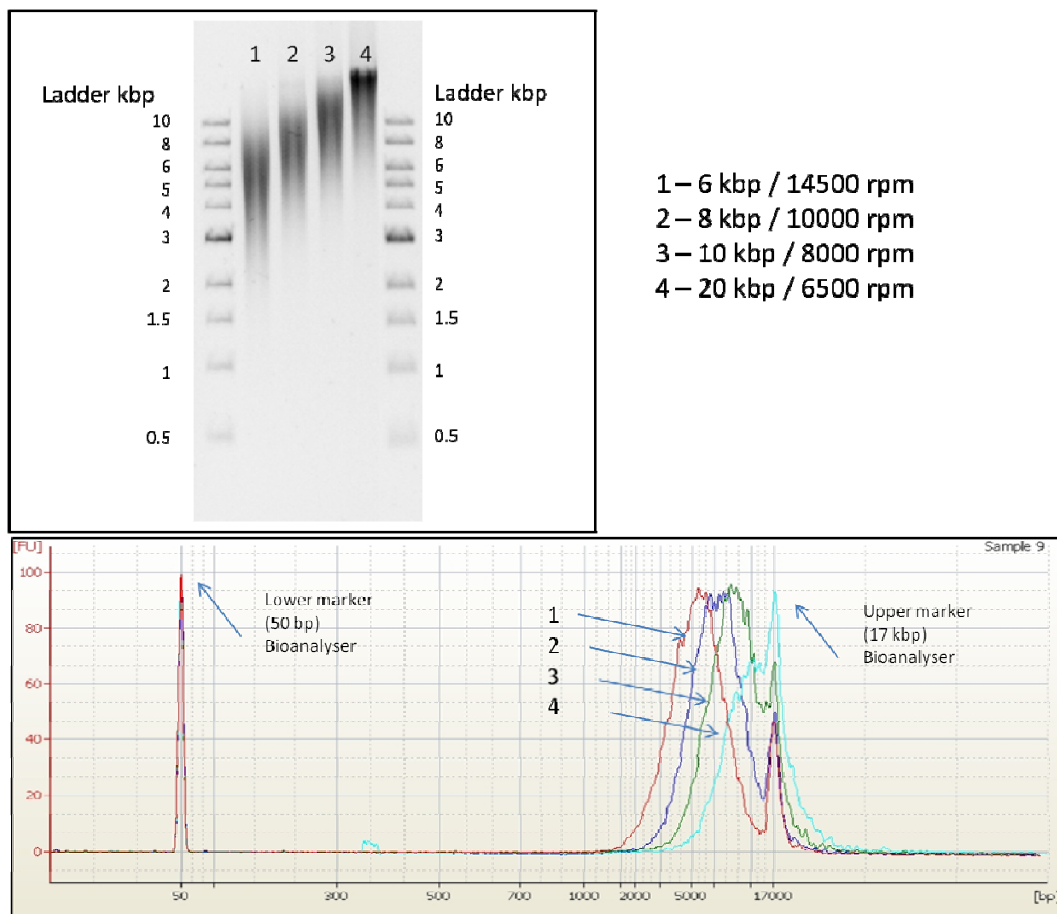 1 2 3 4
Ladder kbp
10
8
6
5
4
3
2
1.5
1
0.5
Ladder kbp
10
8
6
5
4
3
2
1.5
1
0.5
1 – 6 kbp / 14500 rpm
2 – 8 kbp / 10000 rpm
3 – 10 kbp / 8000 rpm
4 – 20 kbp / 6500 rpm
[FU]
Sample 9
100
80
60
40
20
0
Lower marker
(50 bp)
Bioanalyser
1
2
3
4
Upper marker
(17 kbp)
Bioanalyser
50 300 500 700 1000 2000 5000 17000 [bp]